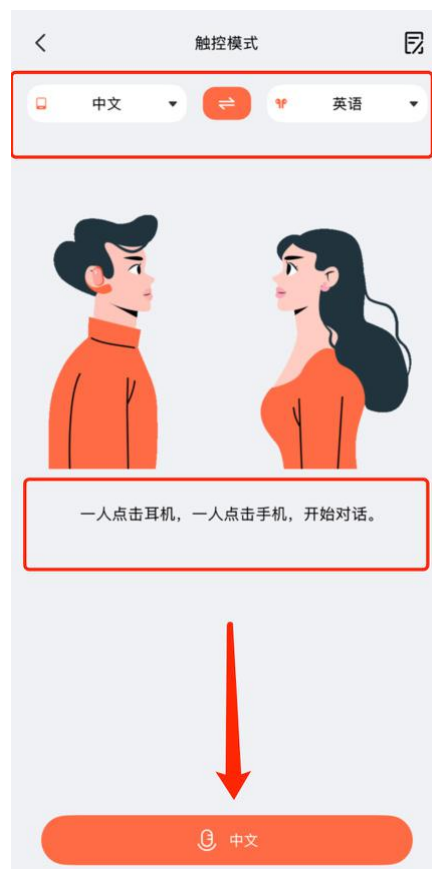 触控模式
中文
英语
一人点击耳机，一人点击手机，开始对话。
中文